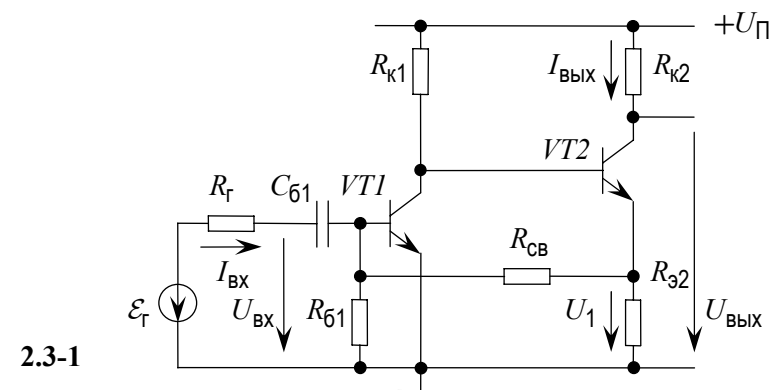 +U_П
R_к1
I_вых
R_к2
VT2
R_г
C_б1
VT1
R_св
I_вх
R_э2
ℰ_г
U_вх
R_б1
U_1
U_вых
2.3-1